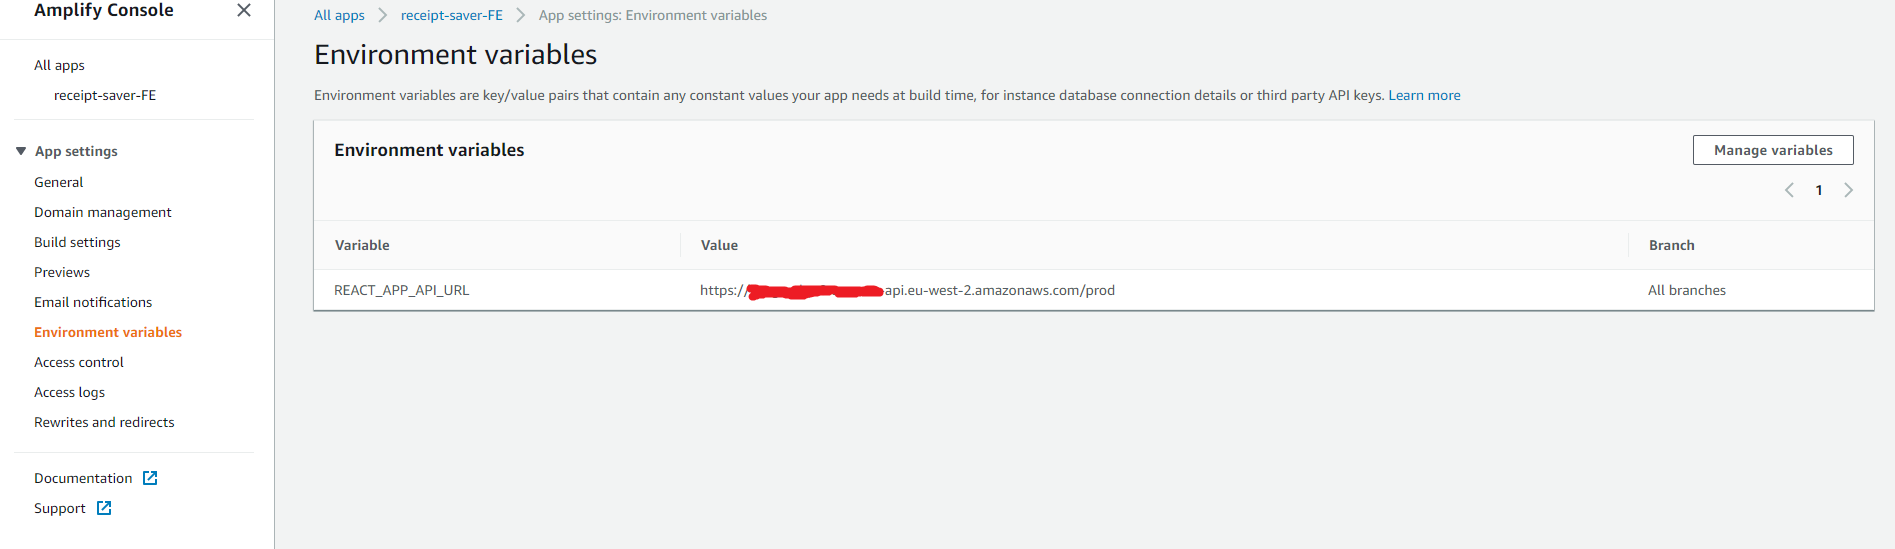 Amplify Console
All apps
receipt-saver-FE
App settings
General
Domain management
Build settings
Previews
Email notifications
Environment variables
Access control
Access logs
Rewrites and redirects
Documentation
Support
All apps > receipt-saver-FE > App settings: Environment variables
Environment variables
Environment variables are key/value pairs that contain any constant values your app needs at build time, for instance database connection details or third party API keys. Learn more
Environment variables
Manage variables
1
Variable Value Branch
REACT_APP_API_URL https:// api.eu-west-2.amazonaws.com/prod All branches